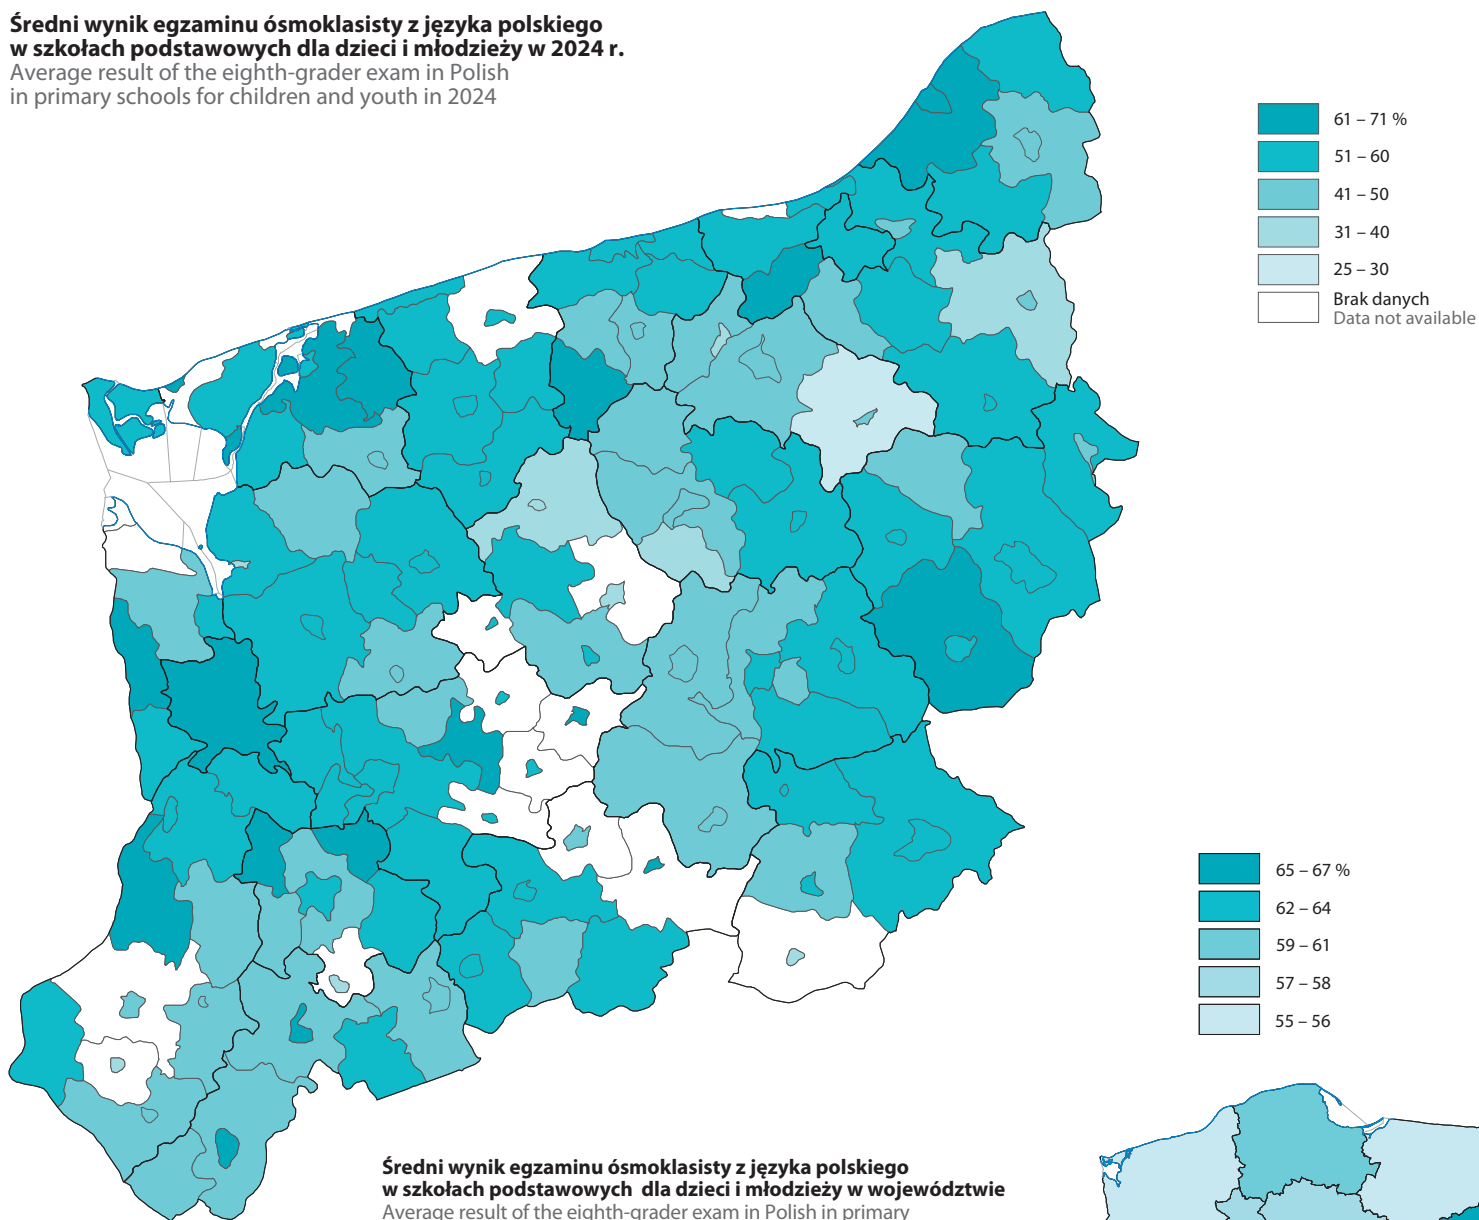 Średni wynik egzaminu ósmoklasisty z języka polskiego
w szkołach podstawowych dla dzieci i młodzieży w 2024 r.
Average result of the eighth-grader exam in Polish
in primary schools for children and youth in 2024
61 – 71 %
51 – 60
41 – 50
31 – 40
25 – 30
Brak danych
Data not available
65 – 67 %
62 – 64
59 – 61
57 – 58
55 – 56
Średni wynik egzaminu ósmoklasisty z języka polskiego
w szkołach podstawowych dla dzieci i młodzieży w województwie
Average result of the eighth-grader exam in Polish in primary